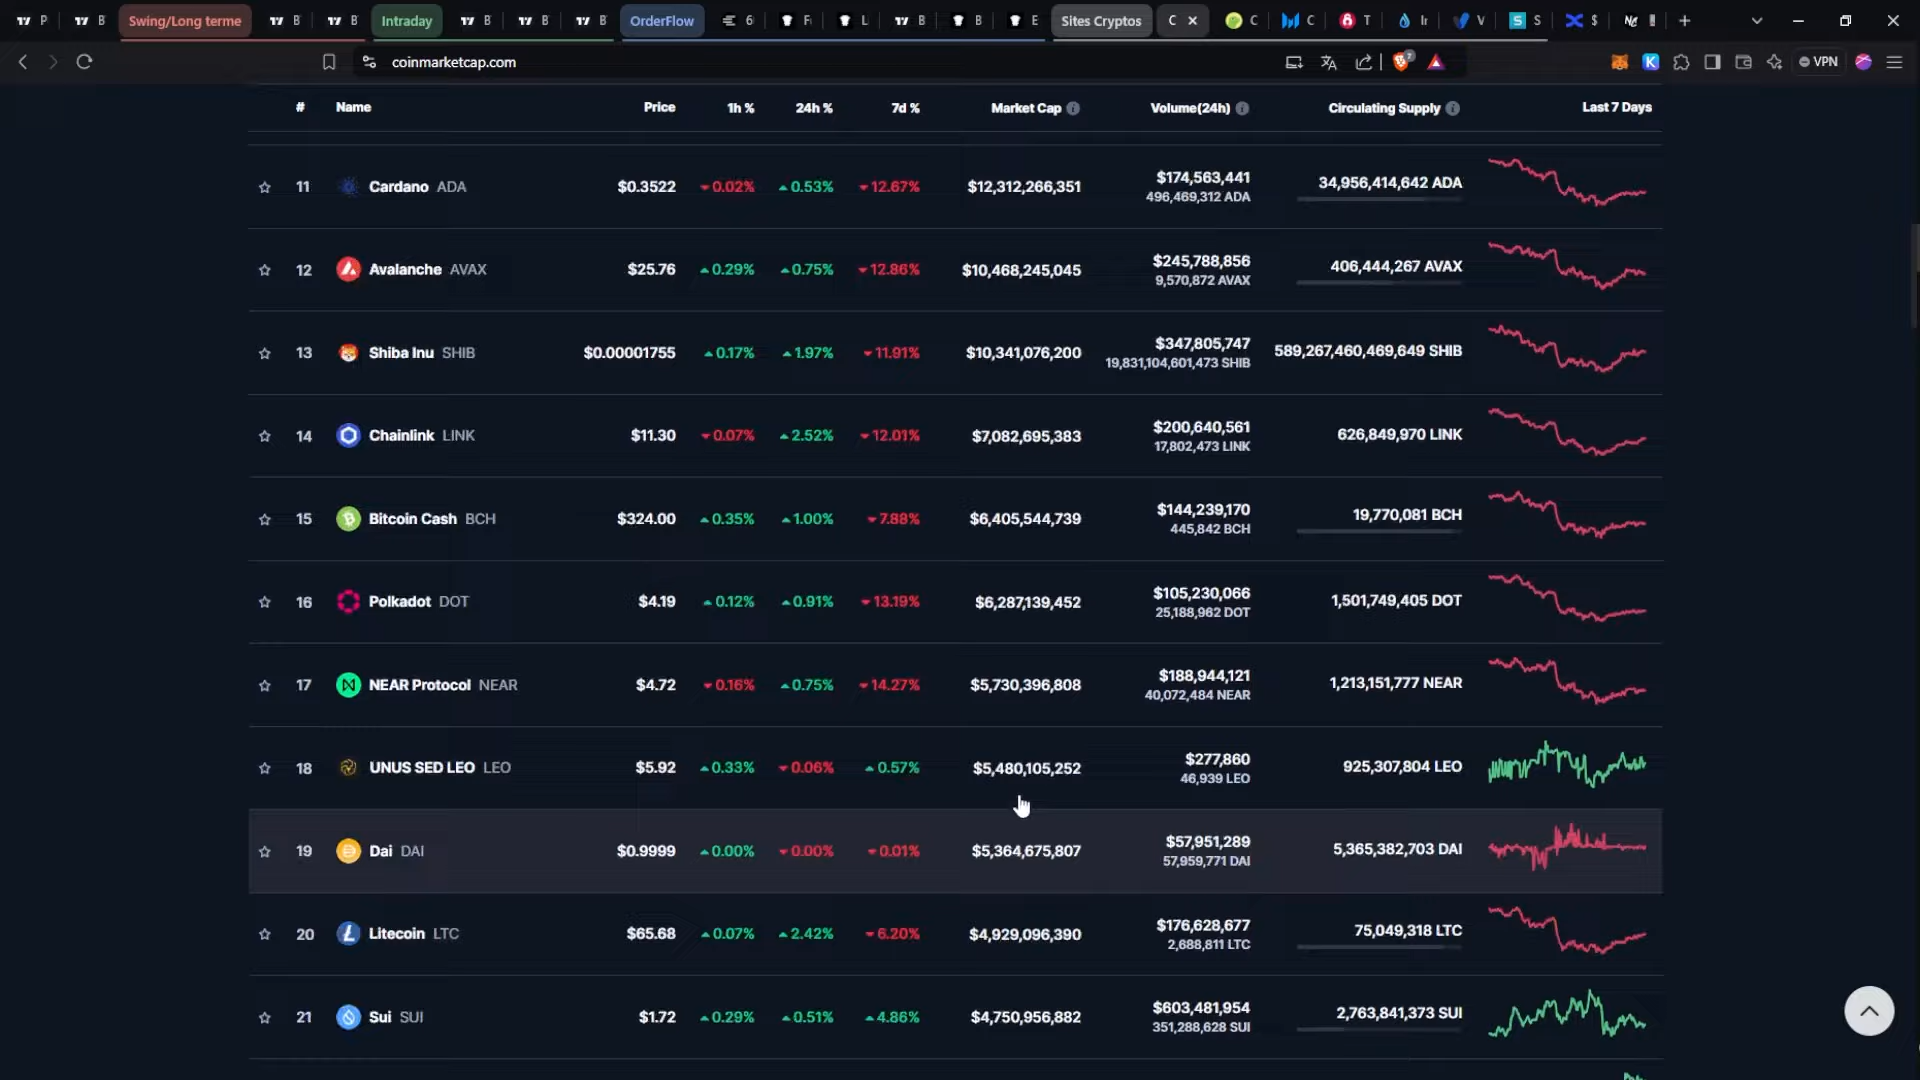 P B Swing/Long terme B B Intraday B B B OrderFlow 6 F L B B E Sites Cryptos C C C T Ir V S $
coinmarketcap.com VPN
# Name Price 1h % 24h % 7d % Market Cap Volume(24h) Circulating Supply Last 7 Days
11 Cardano ADA $0.3522 0.02% 0.53% 12.67% $12,312,266,351 $174,563,441 34,956,414,642 ADA
496,469,312 ADA
12 Avalanche AVAX $25.76 0.29% 0.75% 12.86% $10,468,245,045 $245,788,856 406,444,267 AVAX
9,570,872 AVAX
13 Shiba Inu SHIB $0.00001755 0.17% 1.97% 11.91% $10,341,076,200 $347,805,747 589,267,460,469,649 SHIB
19,831,104,601,473 SHIB
14 Chainlink LINK $11.30 0.07% 2.52% 12.01% $7,082,695,383 $200,640,561 626,849,970 LINK
17,802,473 LINK
15 Bitcoin Cash BCH $324.00 0.35% 1.00% 7.88% $6,405,544,739 $144,239,170 19,770,081 BCH
445,842 BCH
16 Polkadot DOT $4.19 0.12% 0.91% 13.19% $6,287,139,452 $105,230,066 1,501,749,405 DOT
25,188,962 DOT
17 NEAR Protocol NEAR $4.72 0.16% 0.75% 14.27% $5,730,396,808 $188,944,121 1,213,151,777 NEAR
40,072,484 NEAR
18 UNUS SED LEO LEO $5.92 0.33% 0.06% 0.57% $5,480,105,252 $277,860 925,307,804 LEO
46,939 LEO
19 Dai DAI $0.9999 0.00% 0.00% 0.01% $5,364,675,807 $57,951,289 5,365,382,703 DAI
57,959,771 DAI
20 Litecoin LTC $65.68 0.07% 2.42% 6.20% $4,929,096,390 $176,628,677 75,049,318 LTC
2,688,811 LTC
21 Sui SUI $1.72 0.29% 0.51% 4.86% $4,750,956,882 $603,481,954 2,763,841,373 SUI
351,288,628 SUI